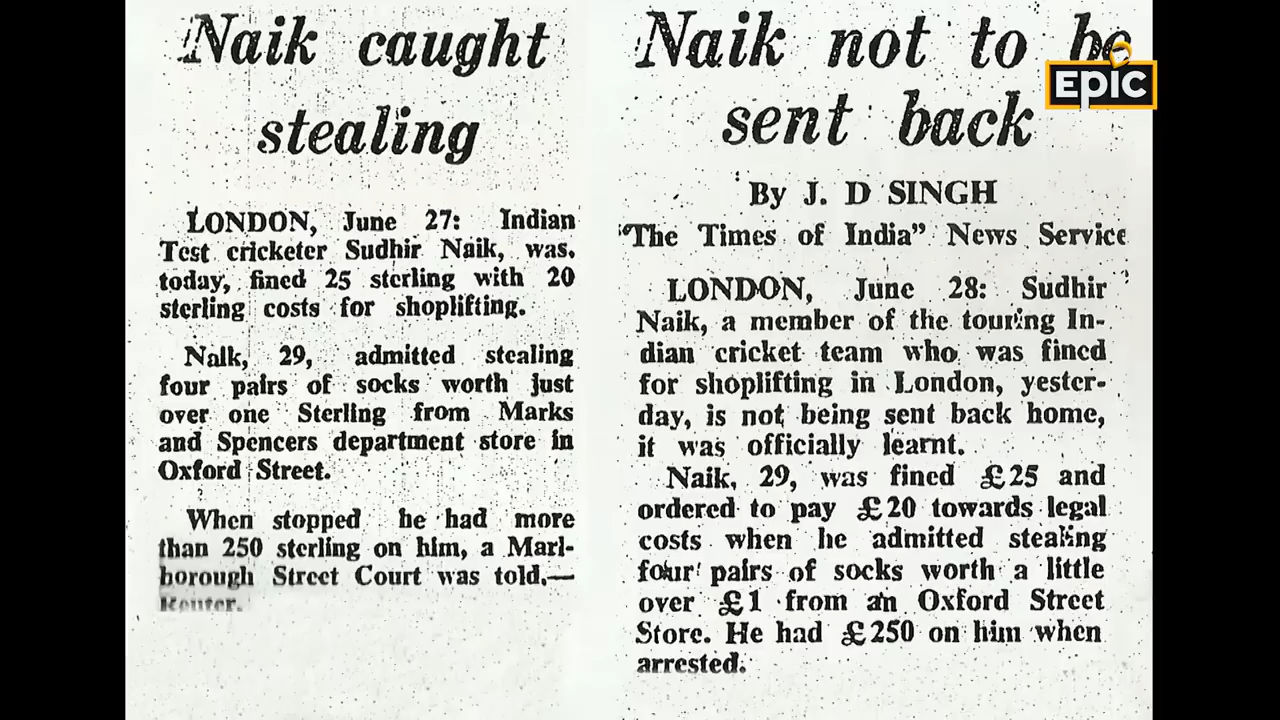 Naik caught
stealing
LONDON, June 27: Indian
Test cricketer Sudhir Naik, was,
today, fined 25 sterling with 20
sterling costs for shoplifting.
Naik, 29, admitted stealing
four pairs of socks worth just
over one Sterling from Marks
and Spencers department store in
Oxford Street.
When stopped he had more
than 250 sterling on him, a Marl-
borough Street Court was told.—
Reuter.
Naik not to be
sent back
By J. D SINGH
"The Times of India" News Service
LONDON, June 28: Sudhir
Naik, a member of the touring In-
dian cricket team who was fined
for shoplifting in London, yester-
day, is not being sent back home,
it was officially learnt.
Naik, 29, was fined £25 and
ordered to pay £20 towards legal
costs when he admitted stealing
four pairs of socks worth a little
over £1 from an Oxford Street
Store. He had £250 on him when
arrested.
EPIC